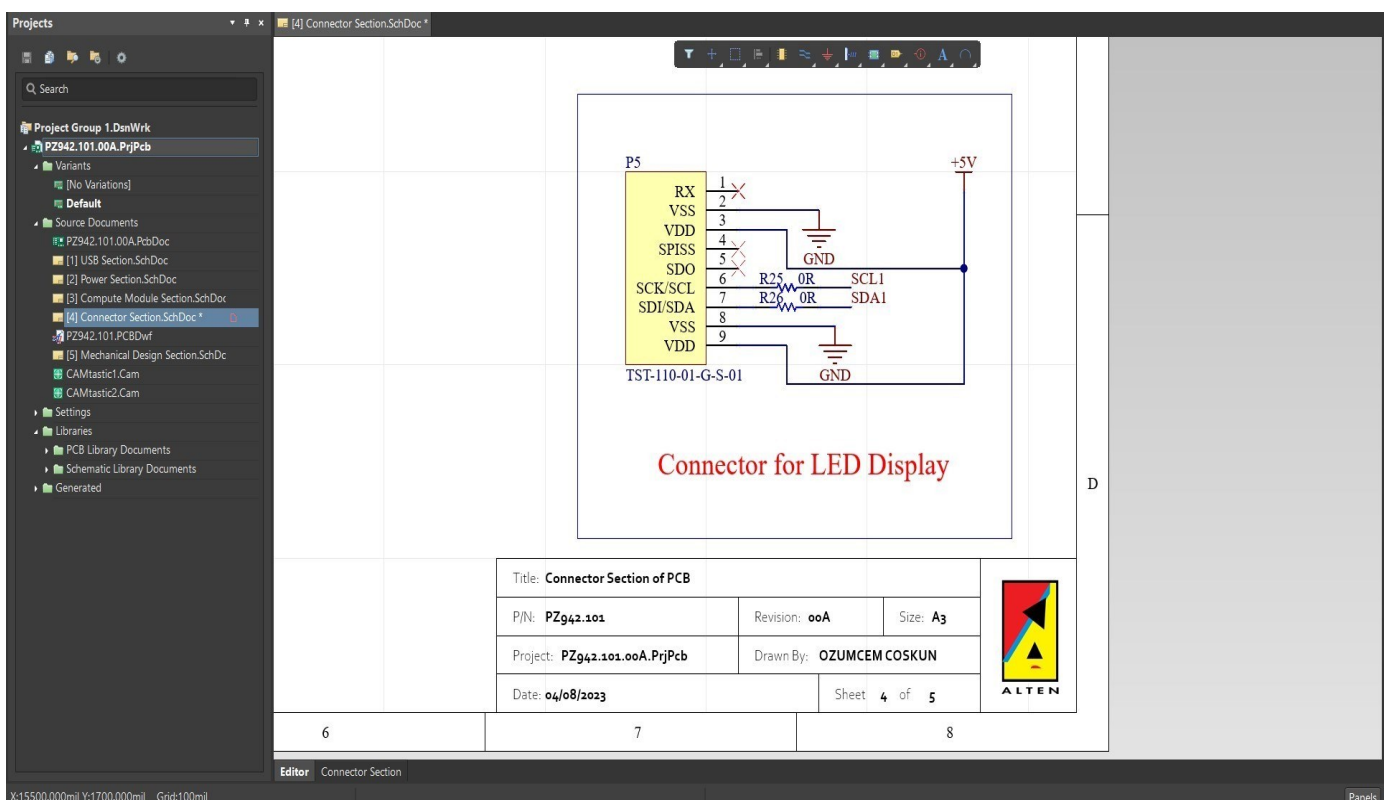 Projects
[4] Connector Section.SchDoc *
Search
Project Group 1.DsnWrk
PZ942.101.00A.PrjPcb
Variants
[No Variations]
Default
Source Documents
PZ942.101.00A.PcbDoc
[1] USB Section.SchDoc
[2] Power Section.SchDoc
[3] Compute Module Section.SchDoc
[4] Connector Section.SchDoc *
PZ942.101.PCBDwf
[5] Mechanical Design Section.SchDc
CAMtastic1.Cam
CAMtastic2.Cam
Settings
Libraries
PCB Library Documents
Schematic Library Documents
Generated
P5
+5V
RX 1
VSS 2
VDD 3
SPISS 4
GND
SDO 5
SCK/SCL 6 R25 0R SCL1
SDI/SDA 7 R26 0R SDA1
VSS 8
VDD 9
TST-110-01-G-S-01
GND
Connector for LED Display
D
Title: Connector Section of PCB
P/N: PZ942.101 Revision: 00A Size: A3
Project: PZ942.101.00A.PrjPcb Drawn By: OZUMCEM COSKUN
Date: 04/08/2023 Sheet 4 of 5
ALTEN
6 7 8
Editor Connector Section
X:15500.000mil Y:1700.000mil Grid:100mil
Panels